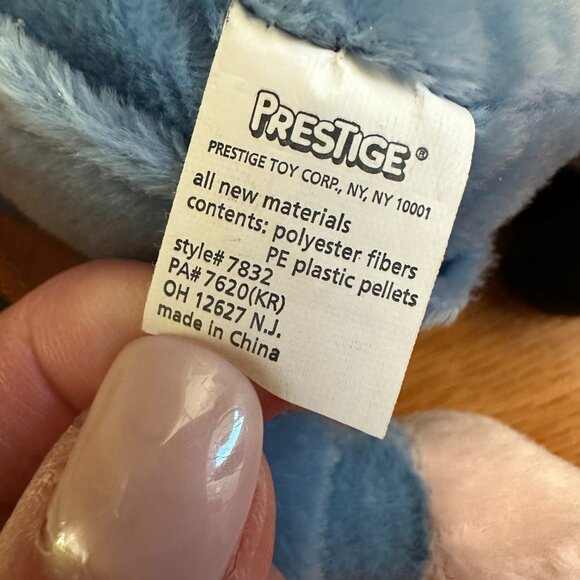 PRESTIGE ®
PRESTIGE TOY CORP., NY, NY 10001
all new materials
contents: polyester fibers
PE plastic pellets
style# 7832
PA# 7620(KR)
OH 12627 N.J.
made in China